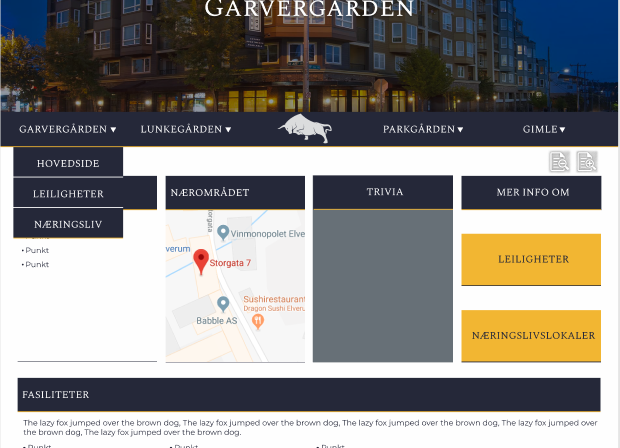 GARVERGÅRDEN
GARVERGÅRDEN ▾ LUNKEGÅRDEN ▾ PARKGÅRDEN ▾ GIMLE ▾
HOVEDSIDE
LEILIGHETER
NÆRINGSLIV
• Punkt
• Punkt
NÆROMRÅDET
TRIVIA
MER INFO OM
Vinmonopolet Elve
verum
Storgata 7
Sushirestaurant
Dragon Sushi Elveru
Babble AS
LEILIGHETER
NÆRINGSLIVSLOKALER
FASILITETER
The lazy fox jumped over the brown dog, The lazy fox jumped over the brown dog, The lazy fox jumped over the brown dog, The lazy fox jumped over
the brown dog, The lazy fox jumped over the brown dog.
• Punkt • Punkt • Punkt